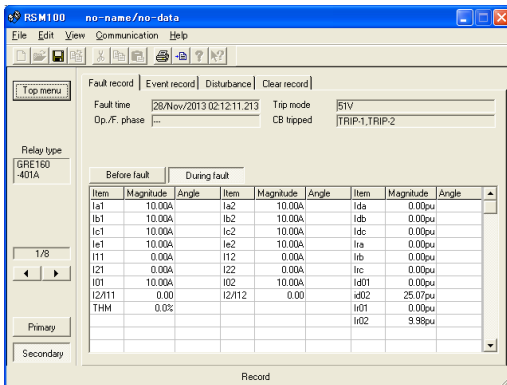 RSM100 no-name/no-data
File Edit View Communication Help
Top menu
Fault record Event record Disturbance Clear record
Fault time 28/Nov/2013 02:12:11.213 Trip mode 51V
Op./F. phase --- CB tripped TRIP-1,TRIP-2
Relay type
GRE160
-401A
Before fault During fault
Item Magnitude Angle Item Magnitude Angle Item Magnitude Angle
Ia1 10.00A Ia2 10.00A Ida 0.00pu
Ib1 10.00A Ib2 10.00A Idb 0.00pu
Ic1 10.00A Ic2 10.00A Idc 0.00pu
Ie1 10.00A Ie2 10.00A Ira 0.00pu
I11 0.00A I12 0.00A Irb 0.00pu
I21 0.00A I22 0.00A Irc 0.00pu
I01 10.00A I02 10.00A Id01 0.00pu
I2/I11 0.00 I2/I12 0.00 id02 25.07pu
THM 0.0% Ir01 0.00pu
Ir02 9.98pu
1/8
Primary
Secondary
Record